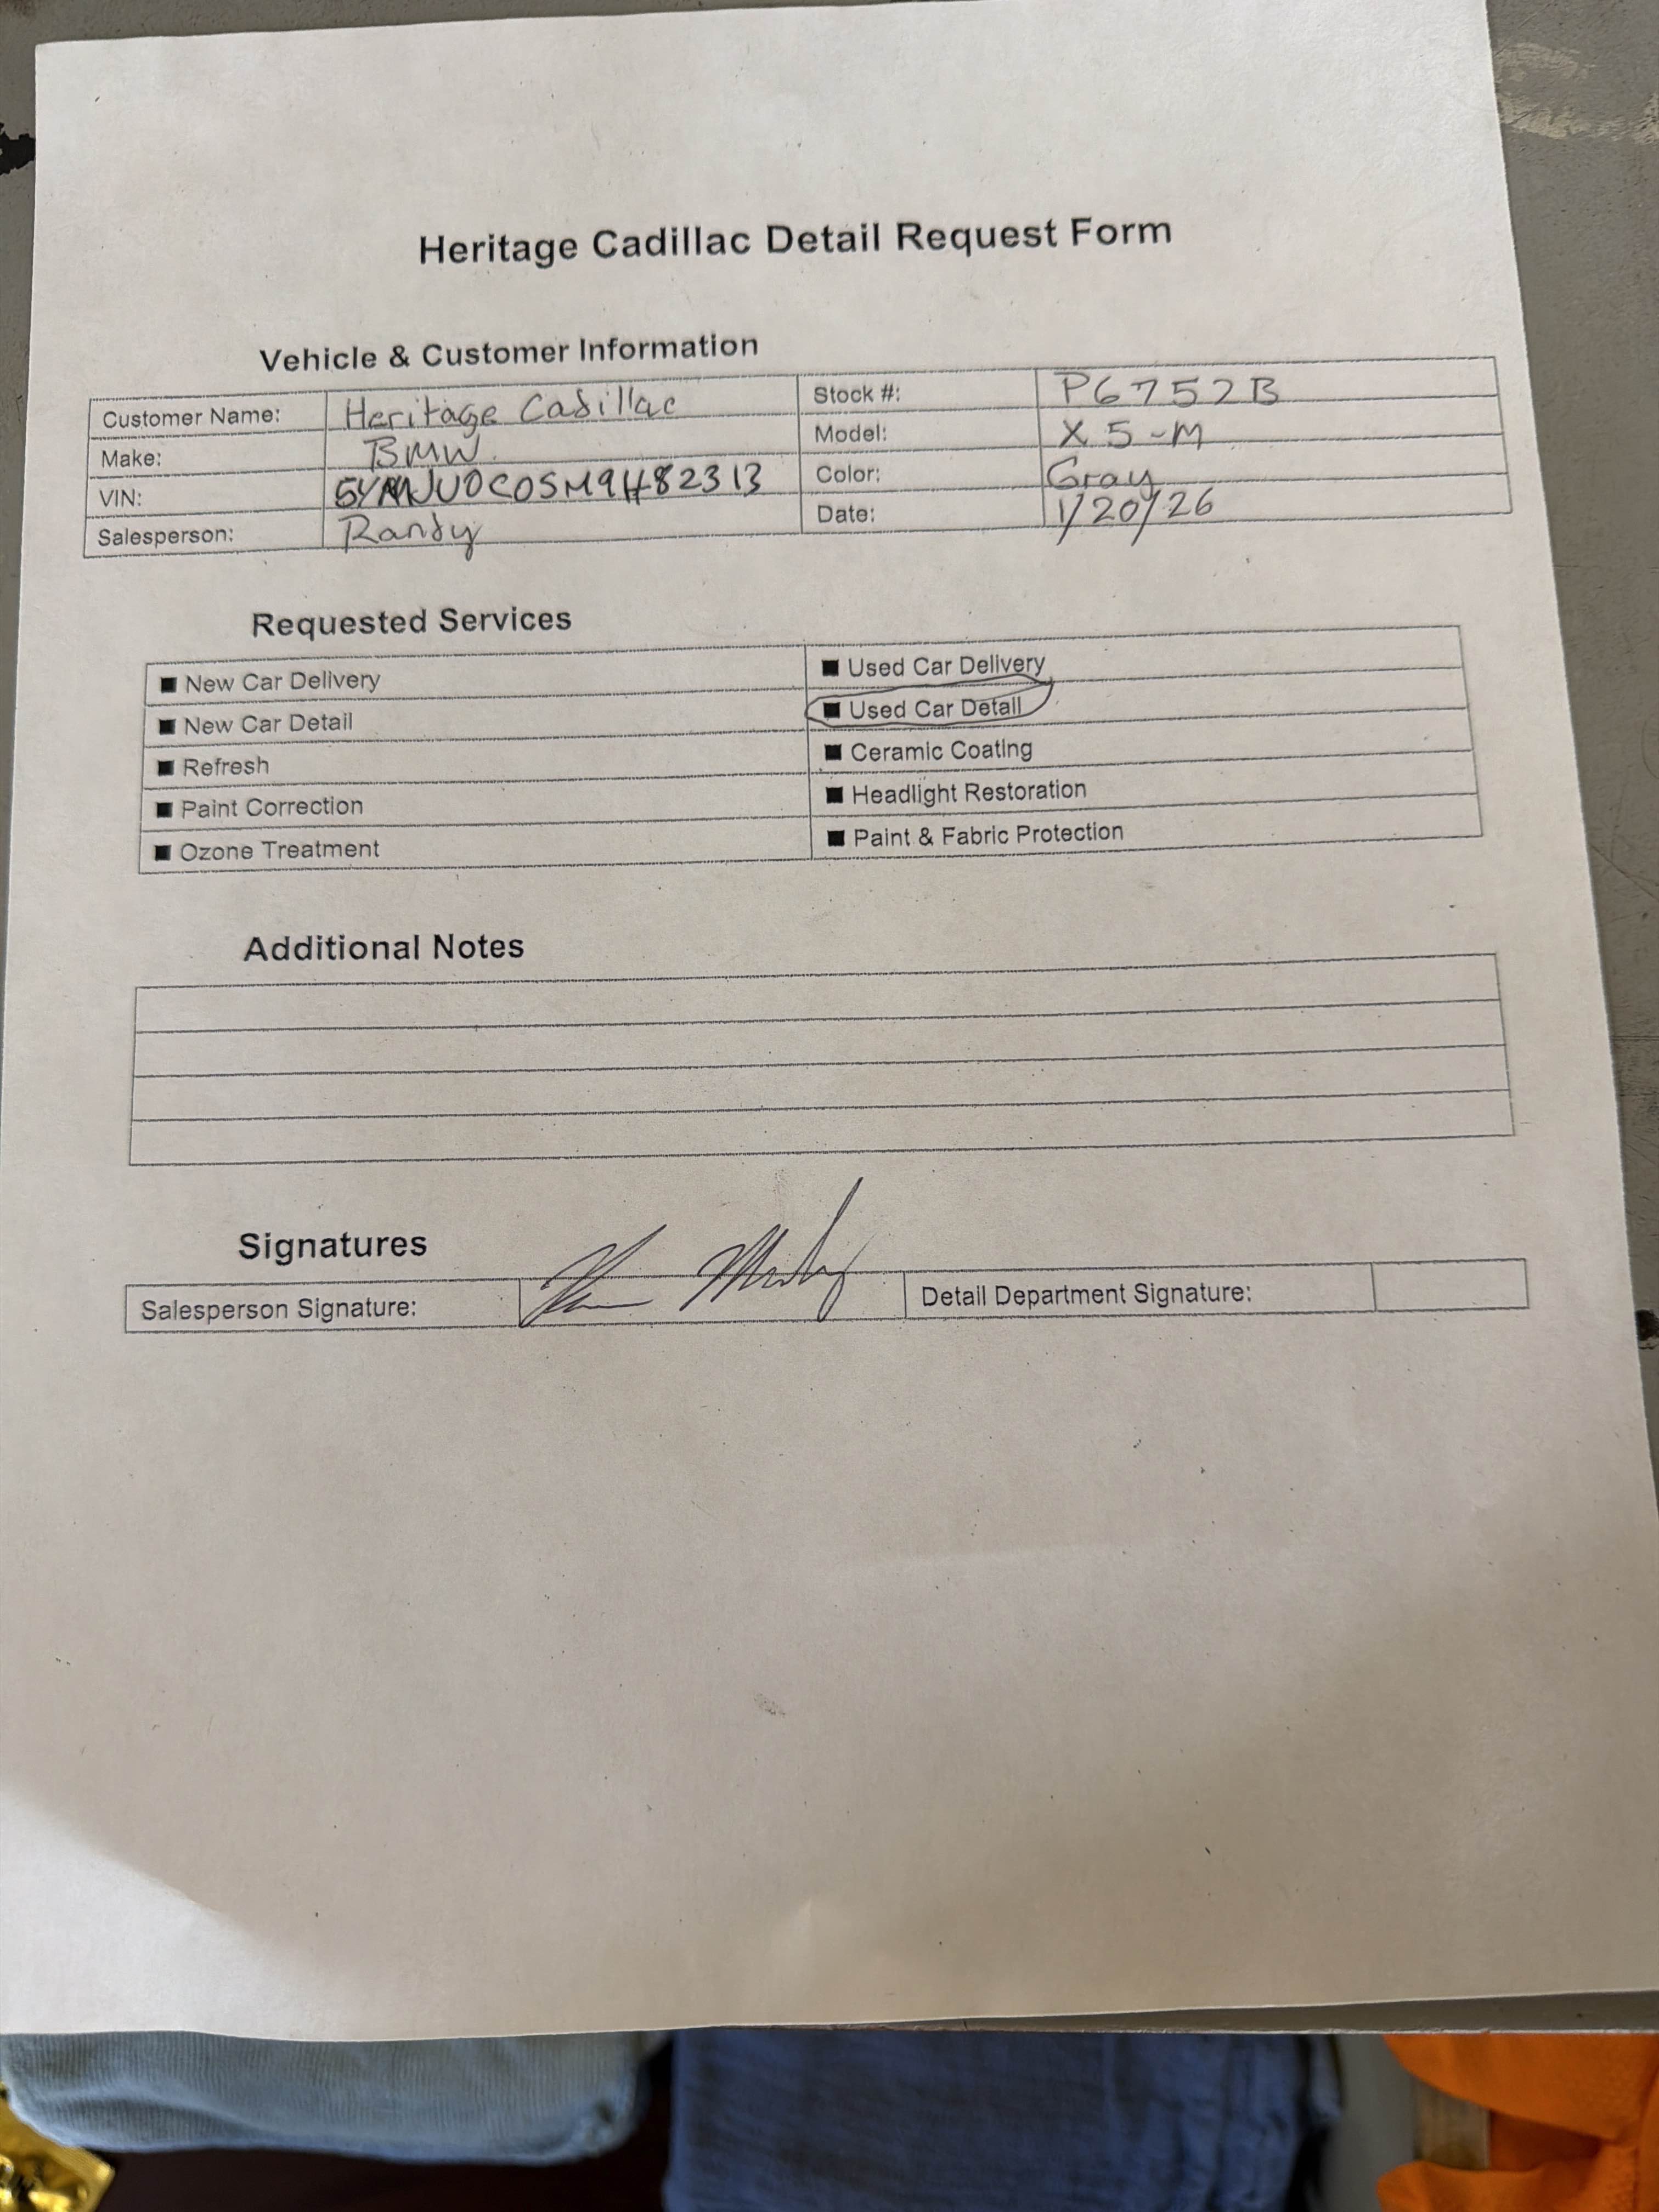 Heritage Cadillac Detail Request Form
Vehicle & Customer Information
Customer Name: Heritage Cadillac Stock #: P6752B
Make: BMW Model: X5-M
VIN: 5YMJU0C05M9H82313 Color: Gray
Salesperson: Randy Date: 1/20/26
Requested Services
■ New Car Delivery ■ Used Car Delivery
■ New Car Detail ■ Used Car Detail
■ Refresh ■ Ceramic Coating
■ Paint Correction ■ Headlight Restoration
■ Ozone Treatment ■ Paint & Fabric Protection
Additional Notes
Signatures
Salesperson Signature: Detail Department Signature: